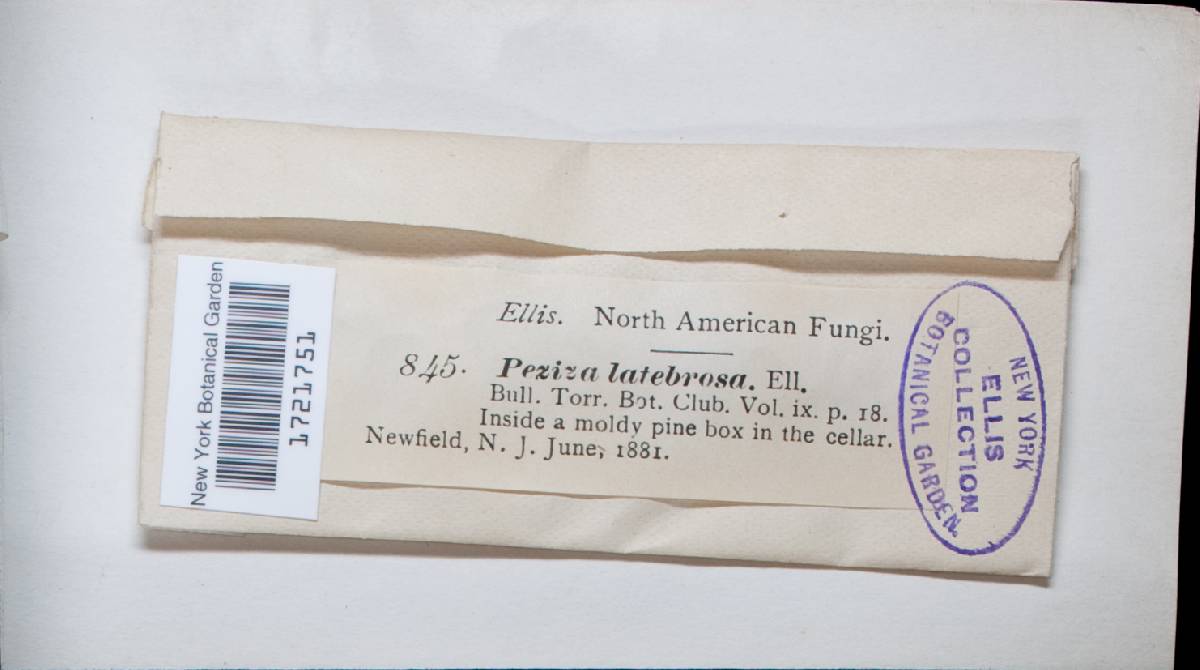 New York Botanical Garden
1721751
Ellis. North American Fungi.
845. Peziza latebrosa. Ell.
Bull. Torr. Bot. Club. Vol. ix. p. 18.
Inside a moldy pine box in the cellar.
Newfield, N. J. June, 1881.
NEW YORK
ELLIS
COLLECTION
BOTANICAL GARDEN.